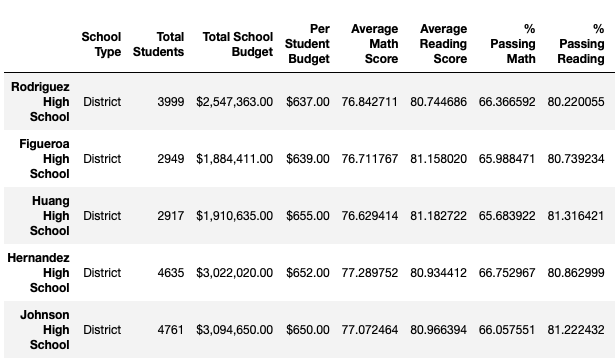 School Type Total Students Total School Budget Per Student Budget Average Math Score Average Reading Score % Passing Math % Passing Reading
Rodriguez High School District 3999 $2,547,363.00 $637.00 76.842711 80.744686 66.366592 80.220055
Figueroa High School District 2949 $1,884,411.00 $639.00 76.711767 81.158020 65.988471 80.739234
Huang High School District 2917 $1,910,635.00 $655.00 76.629414 81.182722 65.683922 81.316421
Hernandez High School District 4635 $3,022,020.00 $652.00 77.289752 80.934412 66.752967 80.862999
Johnson High School District 4761 $3,094,650.00 $650.00 77.072464 80.966394 66.057551 81.222432